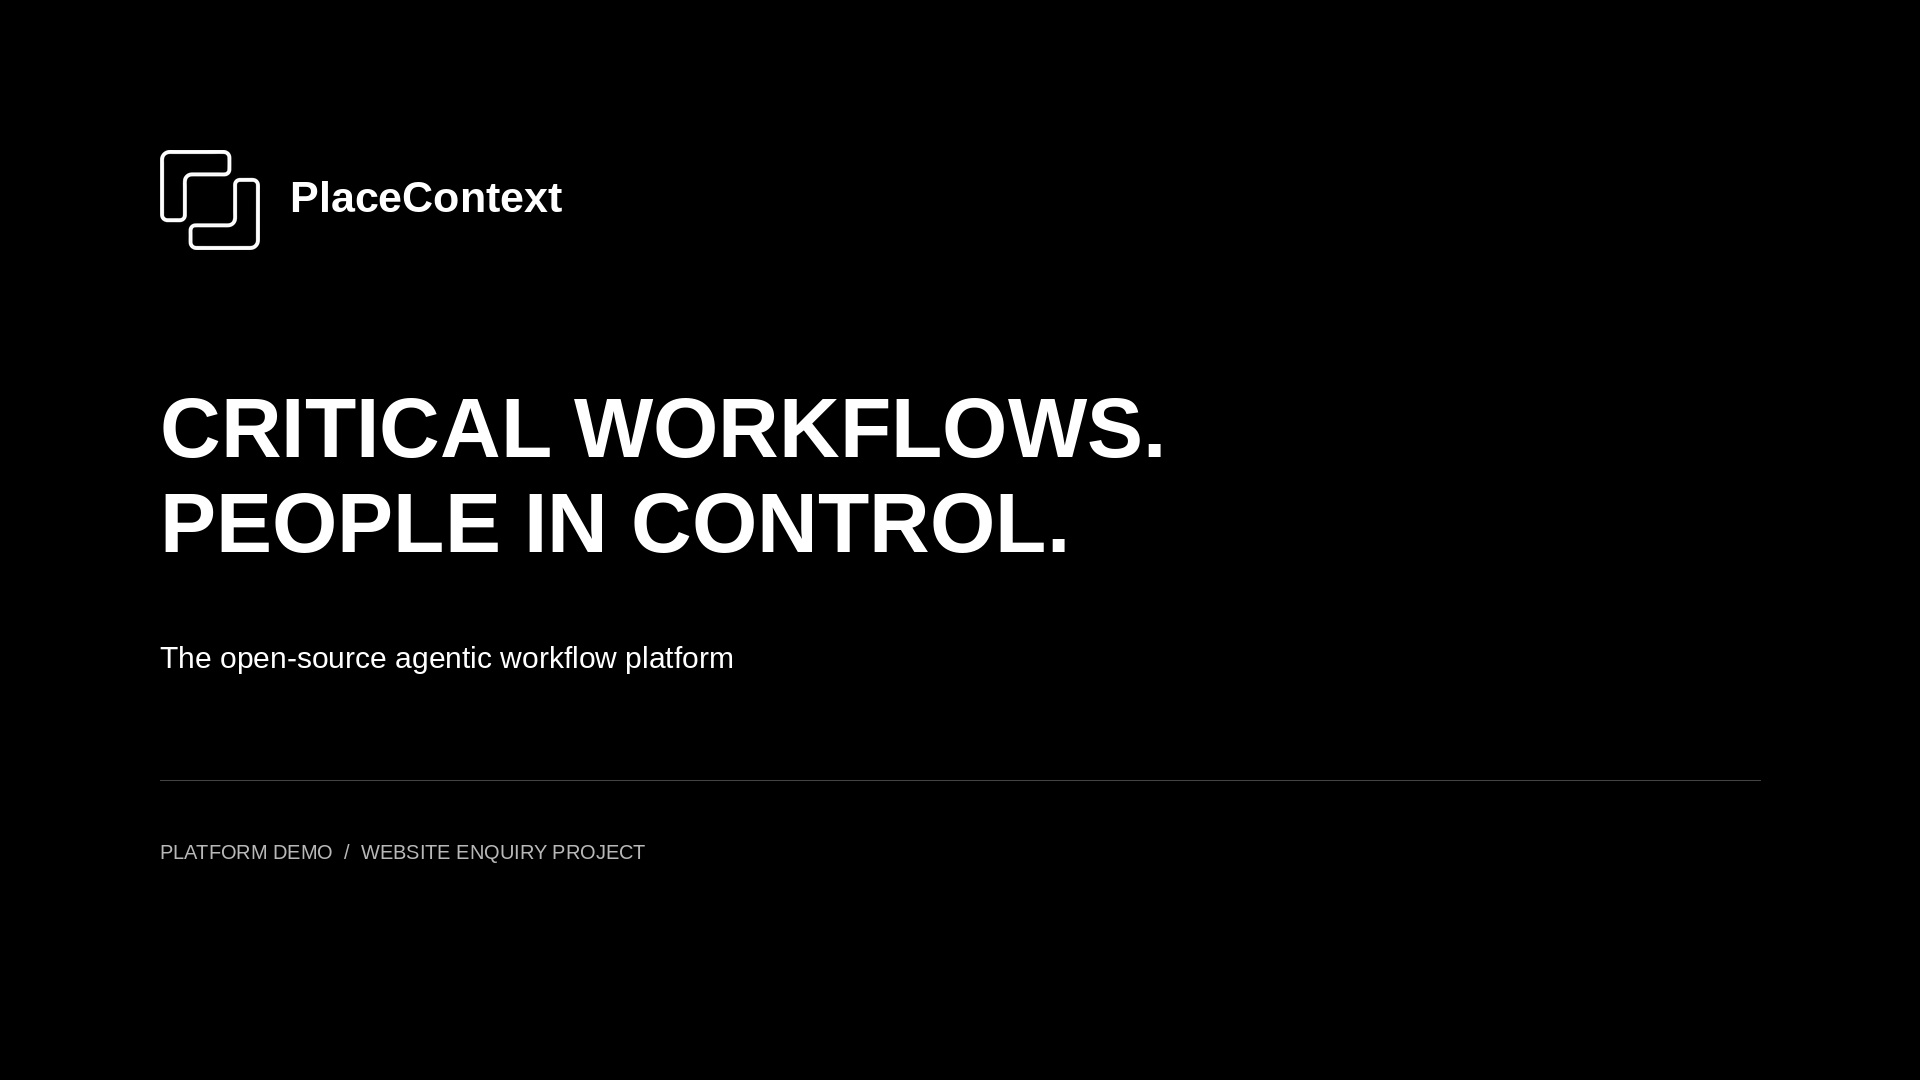 PlaceContext
CRITICAL WORKFLOWS.
PEOPLE IN CONTROL.
The open-source agentic workflow platform
PLATFORM DEMO / WEBSITE ENQUIRY PROJECT